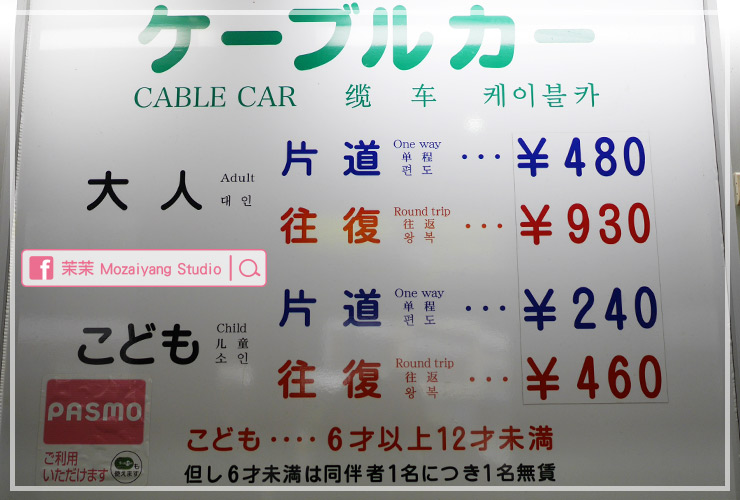 ケーブルカー
CABLE CAR 缆车 케이블카
大人 Adult 대인
片道 One way 单程 편도 ･･･ ¥480
往復 Round trip 往返 왕복 ･･･ ¥930
茉茉 Mozaiyang Studio
こども Child 儿童 소인
片道 One way 单程 편도 ･･･ ¥240
往復 Round trip 往返 왕복 ･･･ ¥460
PASMO
ご利用
いただけます
も
使えます
こども････6才以上12才未満
但し6才未満は同伴者1名につき1名無賃